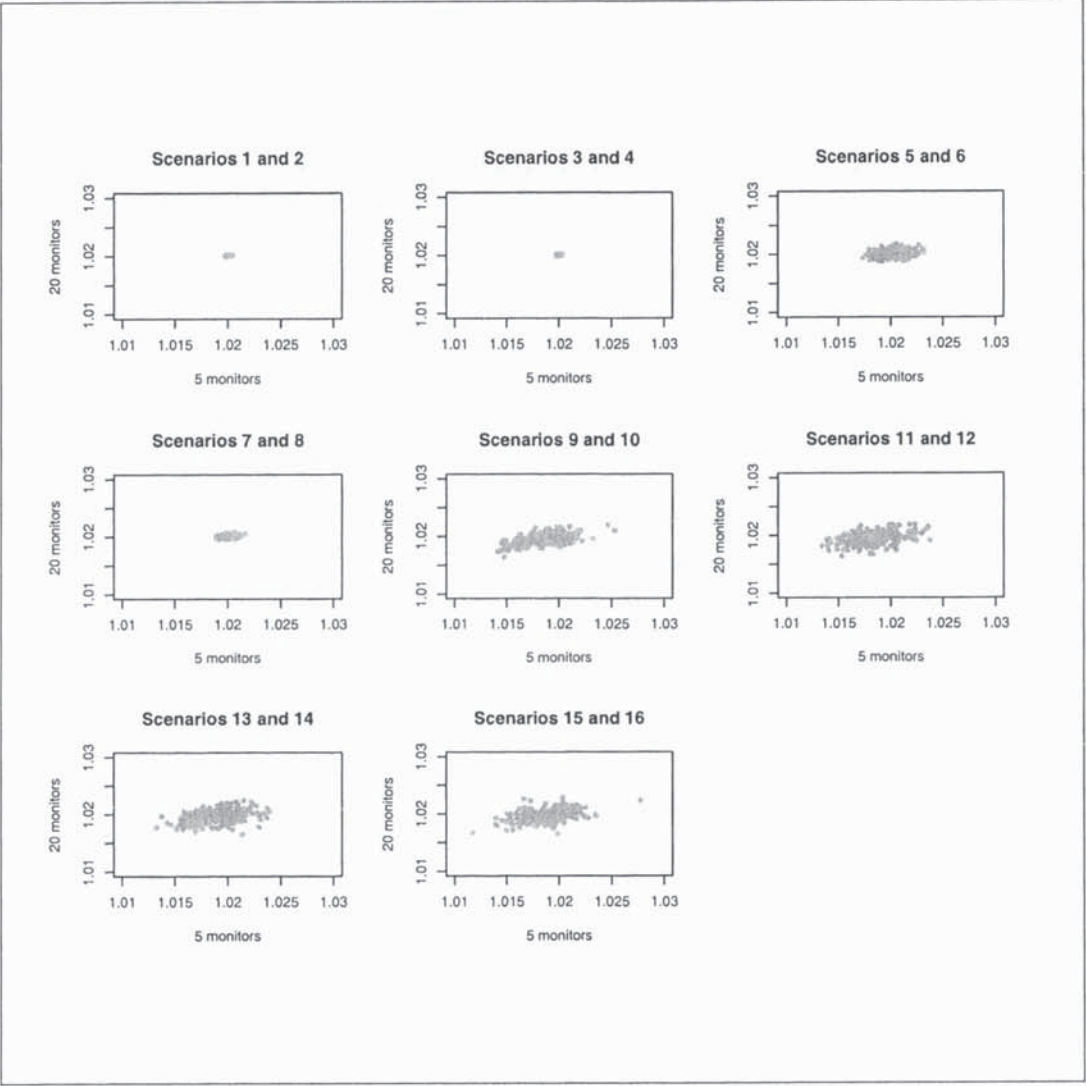 Scenarios 1 and 2
20 monitors
1.03
1.02
1.01
1.01 1.015 1.02 1.025 1.03
5 monitors
Scenarios 3 and 4
20 monitors
1.03
1.02
1.01
1.01 1.015 1.02 1.025 1.03
5 monitors
Scenarios 5 and 6
20 monitors
1.03
1.02
1.01
1.01 1.015 1.02 1.025 1.03
5 monitors
Scenarios 7 and 8
20 monitors
1.03
1.02
1.01
1.01 1.015 1.02 1.025 1.03
5 monitors
Scenarios 9 and 10
20 monitors
1.03
1.02
1.01
1.01 1.015 1.02 1.025 1.03
5 monitors
Scenarios 11 and 12
20 monitors
1.03
1.02
1.01
1.01 1.015 1.02 1.025 1.03
5 monitors
Scenarios 13 and 14
20 monitors
1.03
1.02
1.01
1.01 1.015 1.02 1.025 1.03
5 monitors
Scenarios 15 and 16
20 monitors
1.03
1.02
1.01
1.01 1.015 1.02 1.025 1.03
5 monitors